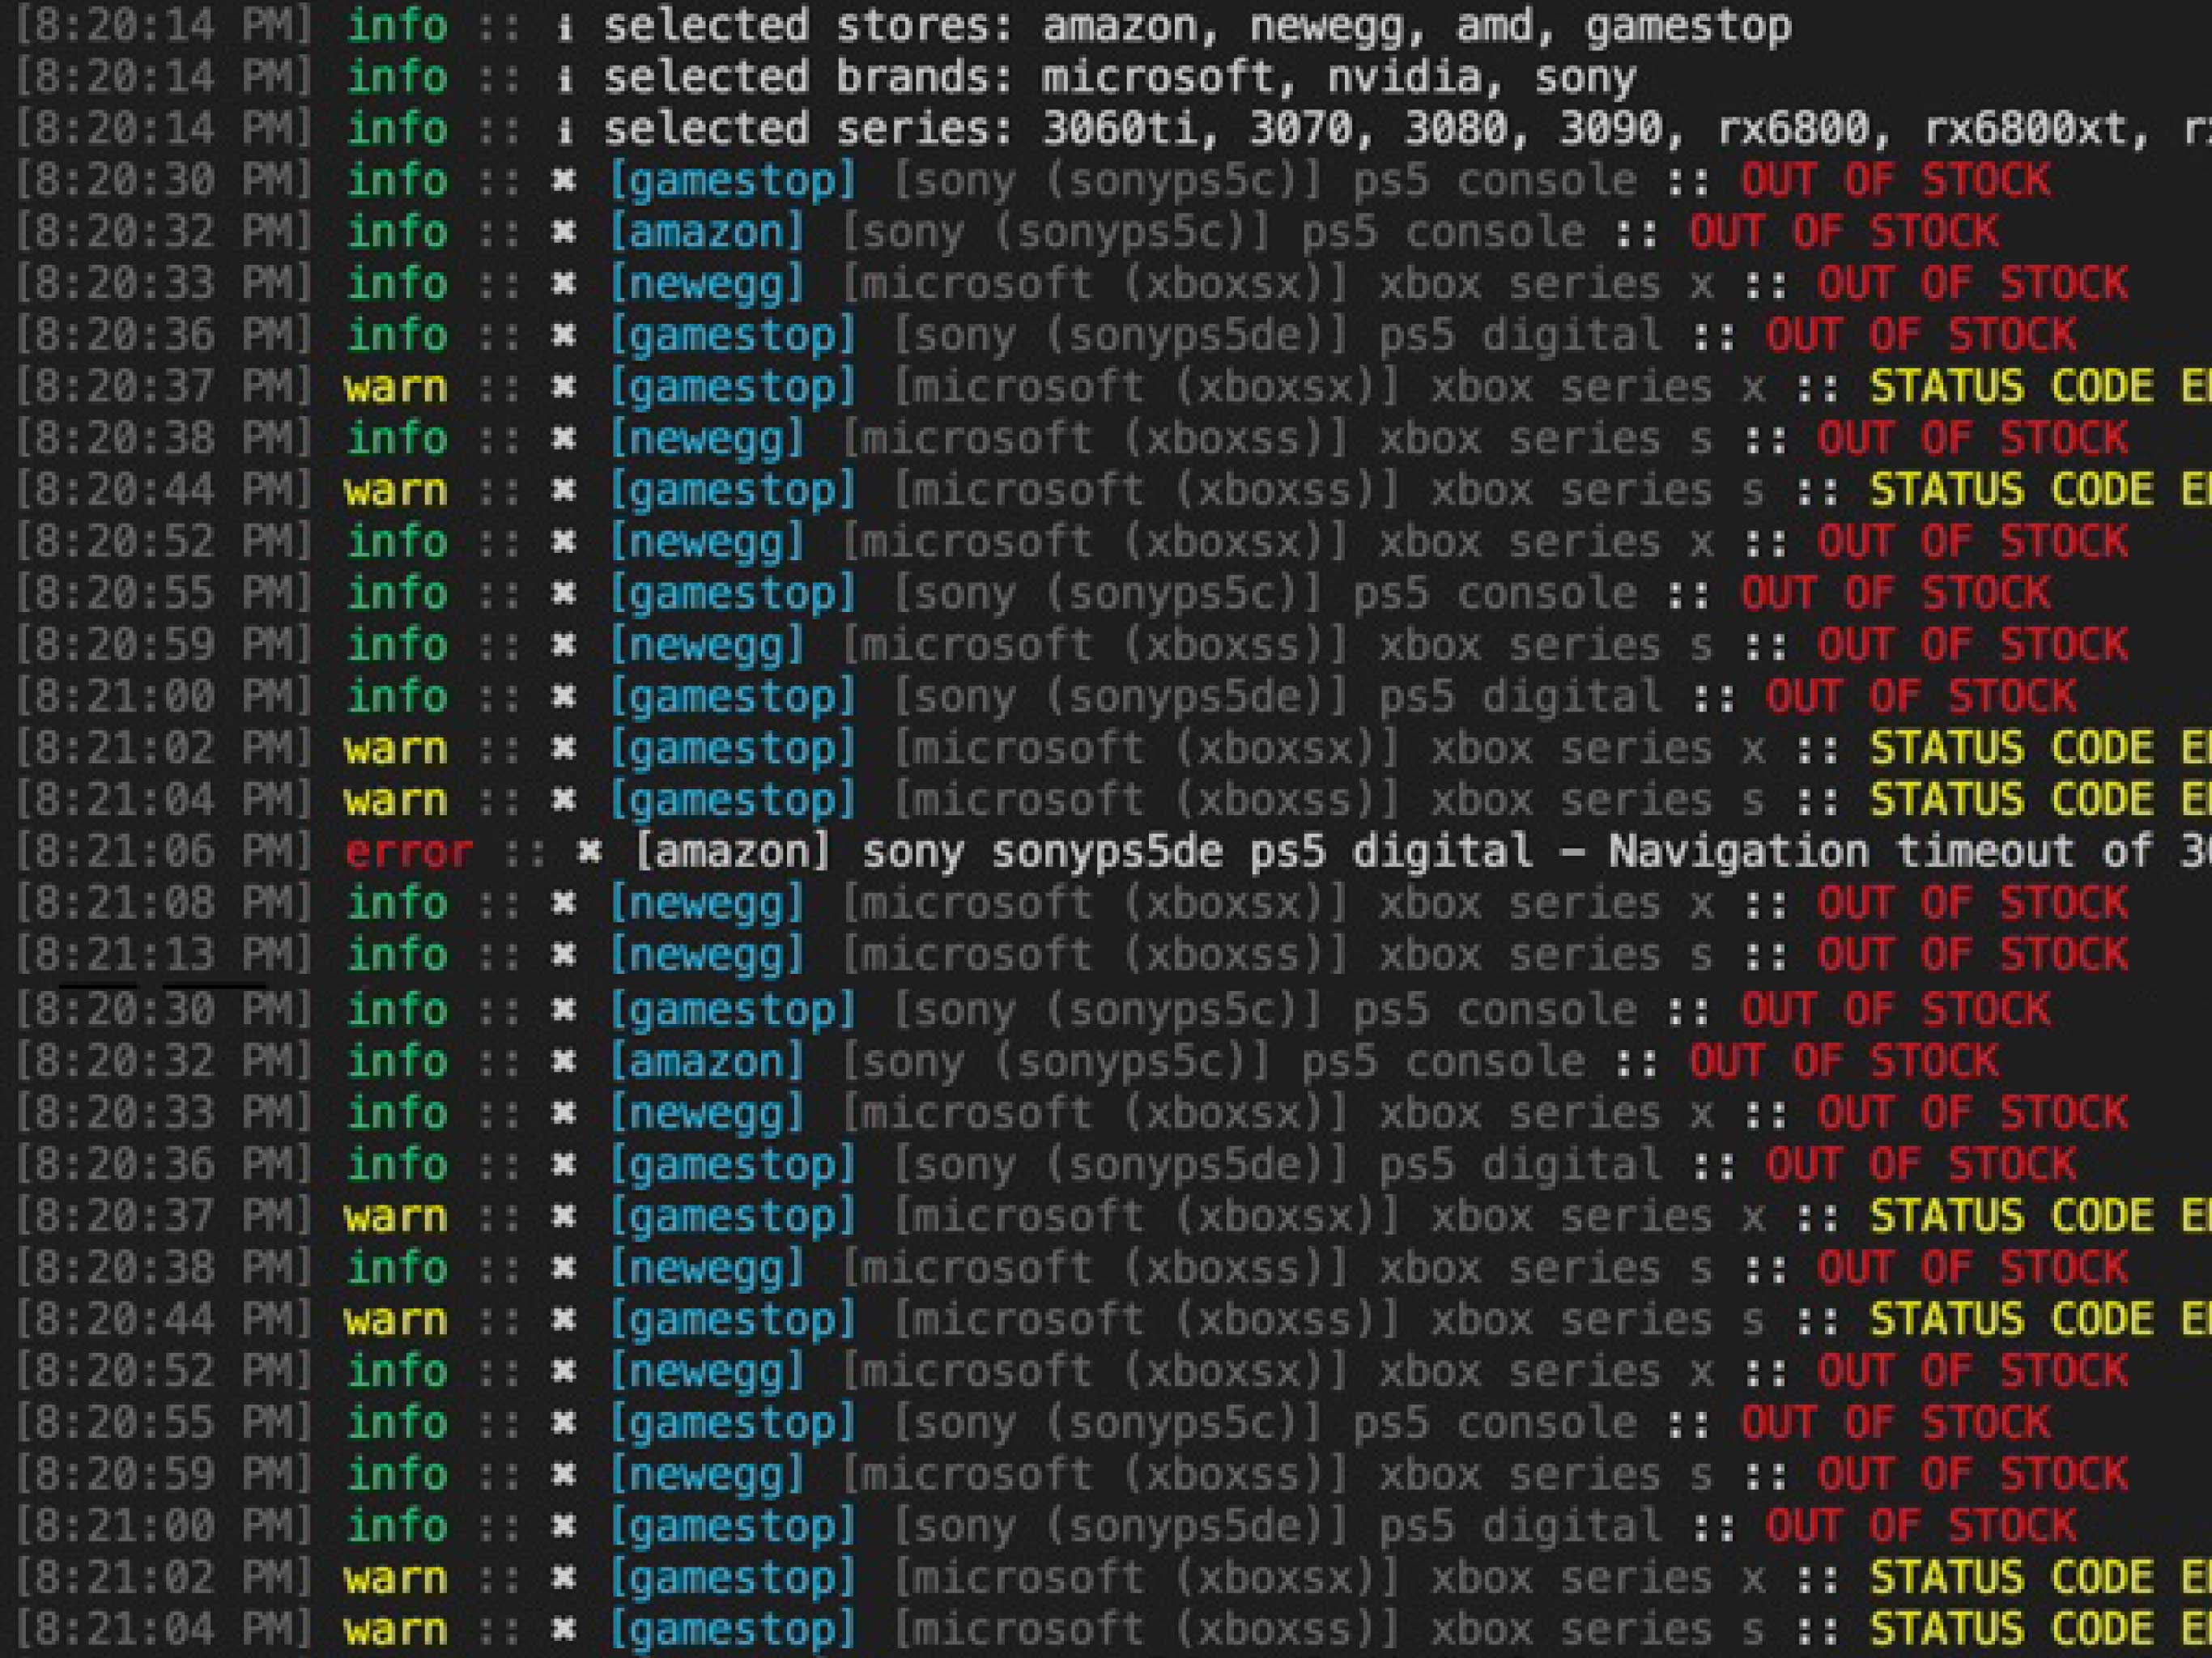 [8:20:14 PM] info :: ℹ selected stores: amazon, newegg, amd, gamestop
[8:20:14 PM] info :: ℹ selected brands: microsoft, nvidia, sony
[8:20:14 PM] info :: ℹ selected series: 3060ti, 3070, 3080, 3090, rx6800, rx6800xt,
[8:20:30 PM] info :: ✖ [gamestop] [sony (sonyps5c)] ps5 console :: OUT OF STOCK
[8:20:32 PM] info :: ✖ [amazon] [sony (sonyps5c)] ps5 console :: OUT OF STOCK
[8:20:33 PM] info :: ✖ [newegg] [microsoft (xboxsx)] xbox series x :: OUT OF STOCK
[8:20:36 PM] info :: ✖ [gamestop] [sony (sonyps5de)] ps5 digital :: OUT OF STOCK
[8:20:37 PM] warn :: ✖ [gamestop] [microsoft (xboxsx)] xbox series x :: STATUS CODE
[8:20:38 PM] info :: ✖ [newegg] [microsoft (xboxss)] xbox series s :: OUT OF STOCK
[8:20:44 PM] warn :: ✖ [gamestop] [microsoft (xboxss)] xbox series s :: STATUS CODE
[8:20:52 PM] info :: ✖ [newegg] [microsoft (xboxsx)] xbox series x :: OUT OF STOCK
[8:20:55 PM] info :: ✖ [gamestop] [sony (sonyps5c)] ps5 console :: OUT OF STOCK
[8:20:59 PM] info :: ✖ [newegg] [microsoft (xboxss)] xbox series s :: OUT OF STOCK
[8:21:00 PM] info :: ✖ [gamestop] [sony (sonyps5de)] ps5 digital :: OUT OF STOCK
[8:21:02 PM] warn :: ✖ [gamestop] [microsoft (xboxsx)] xbox series x :: STATUS CODE
[8:21:04 PM] warn :: ✖ [gamestop] [microsoft (xboxss)] xbox series s :: STATUS CODE
[8:21:06 PM] error :: ✖ [amazon] sony sonyps5de ps5 digital – Navigation timeout of
[8:21:08 PM] info :: ✖ [newegg] [microsoft (xboxsx)] xbox series x :: OUT OF STOCK
[8:21:13 PM] info :: ✖ [newegg] [microsoft (xboxss)] xbox series s :: OUT OF STOCK
[8:20:30 PM] info :: ✖ [gamestop] [sony (sonyps5c)] ps5 console :: OUT OF STOCK
[8:20:32 PM] info :: ✖ [amazon] [sony (sonyps5c)] ps5 console :: OUT OF STOCK
[8:20:33 PM] info :: ✖ [newegg] [microsoft (xboxsx)] xbox series x :: OUT OF STOCK
[8:20:36 PM] info :: ✖ [gamestop] [sony (sonyps5de)] ps5 digital :: OUT OF STOCK
[8:20:37 PM] warn :: ✖ [gamestop] [microsoft (xboxsx)] xbox series x :: STATUS CODE
[8:20:38 PM] info :: ✖ [newegg] [microsoft (xboxss)] xbox series s :: OUT OF STOCK
[8:20:44 PM] warn :: ✖ [gamestop] [microsoft (xboxss)] xbox series s :: STATUS CODE
[8:20:52 PM] info :: ✖ [newegg] [microsoft (xboxsx)] xbox series x :: OUT OF STOCK
[8:20:55 PM] info :: ✖ [gamestop] [sony (sonyps5c)] ps5 console :: OUT OF STOCK
[8:20:59 PM] info :: ✖ [newegg] [microsoft (xboxss)] xbox series s :: OUT OF STOCK
[8:21:00 PM] info :: ✖ [gamestop] [sony (sonyps5de)] ps5 digital :: OUT OF STOCK
[8:21:02 PM] warn :: ✖ [gamestop] [microsoft (xboxsx)] xbox series x :: STATUS CODE
[8:21:04 PM] warn :: ✖ [gamestop] [microsoft (xboxss)] xbox series s :: STATUS CODE